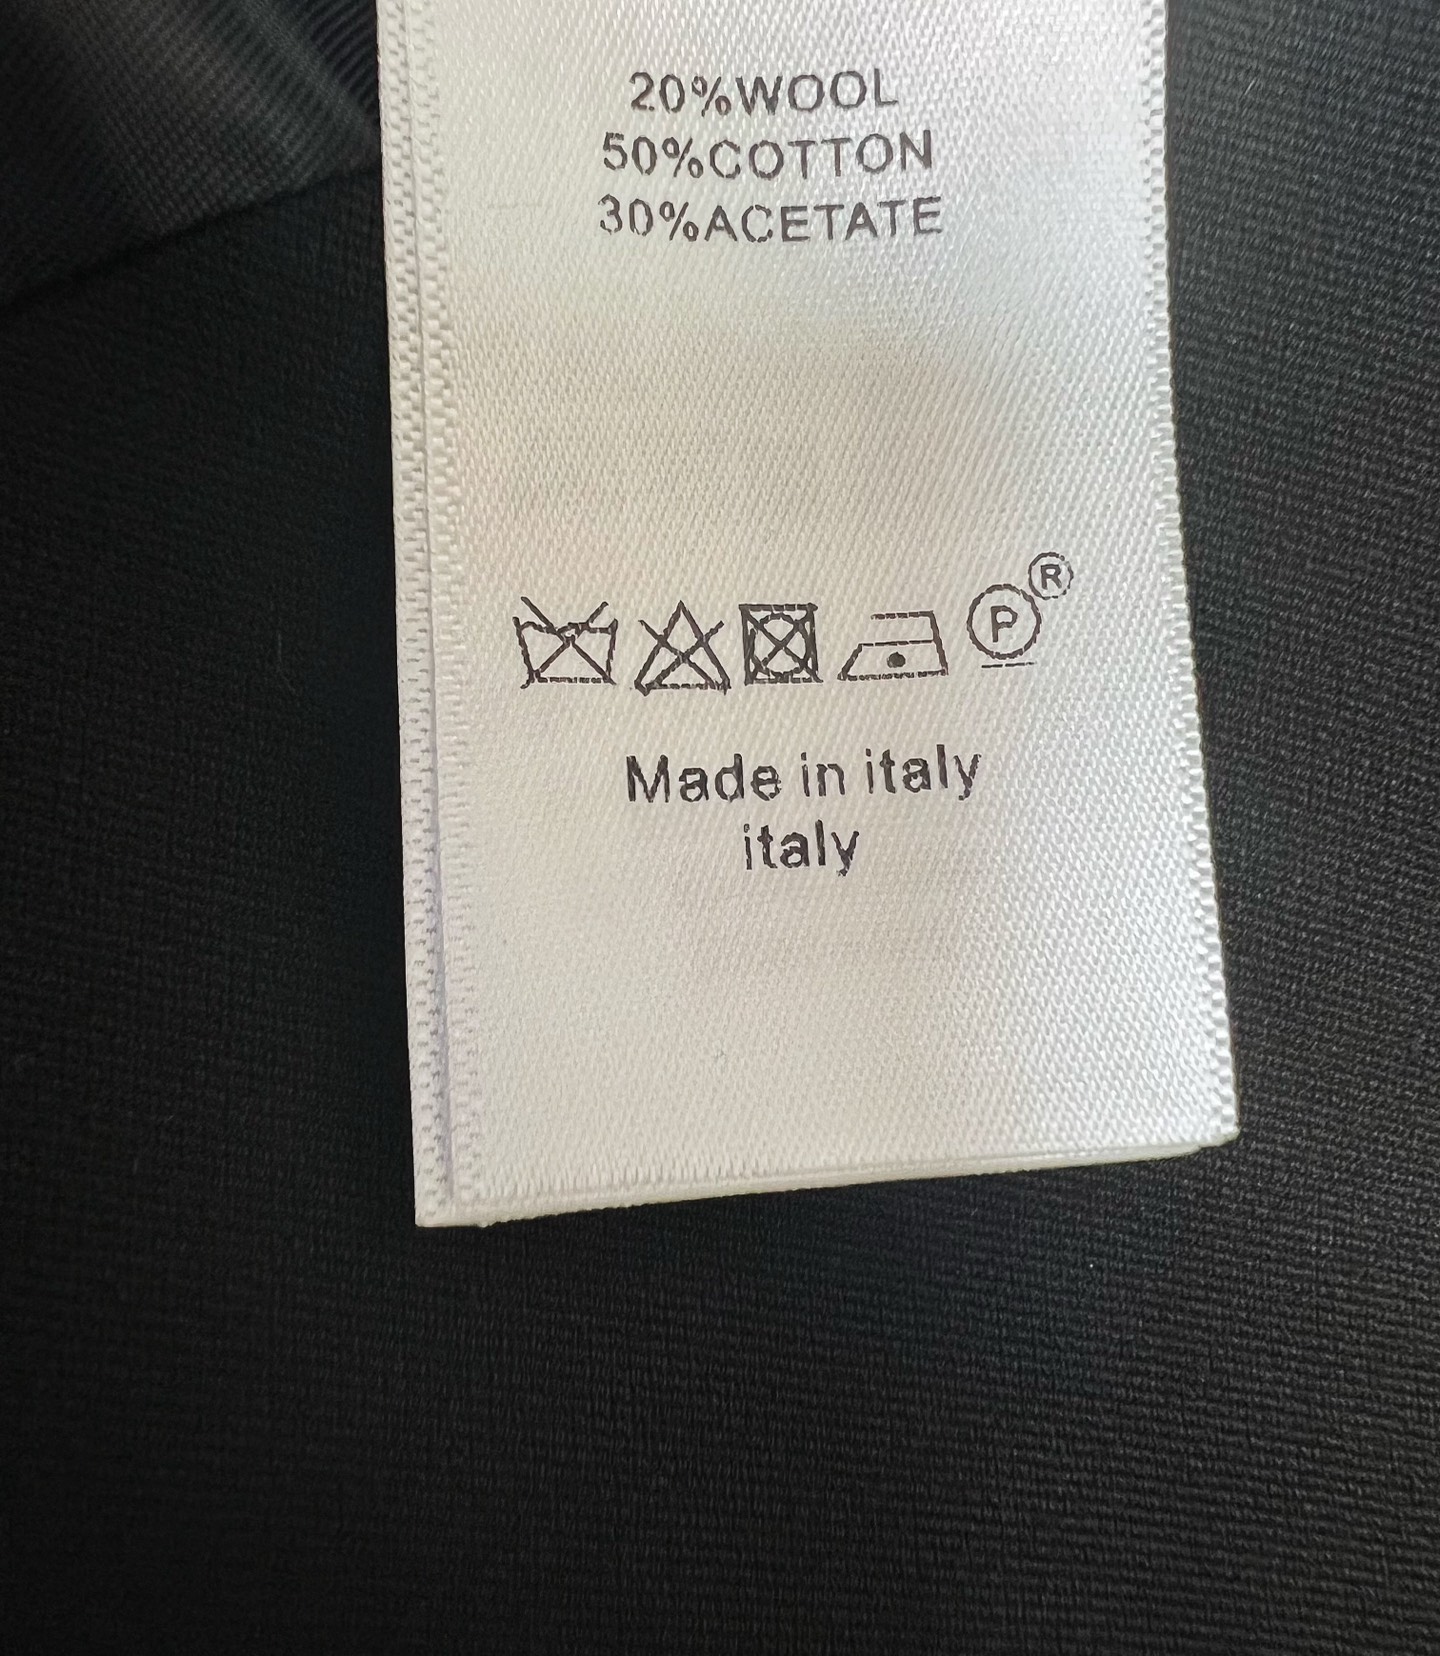 20%WOOL
50%COTTON
30%ACETATE
P ®
Made in italy
italy